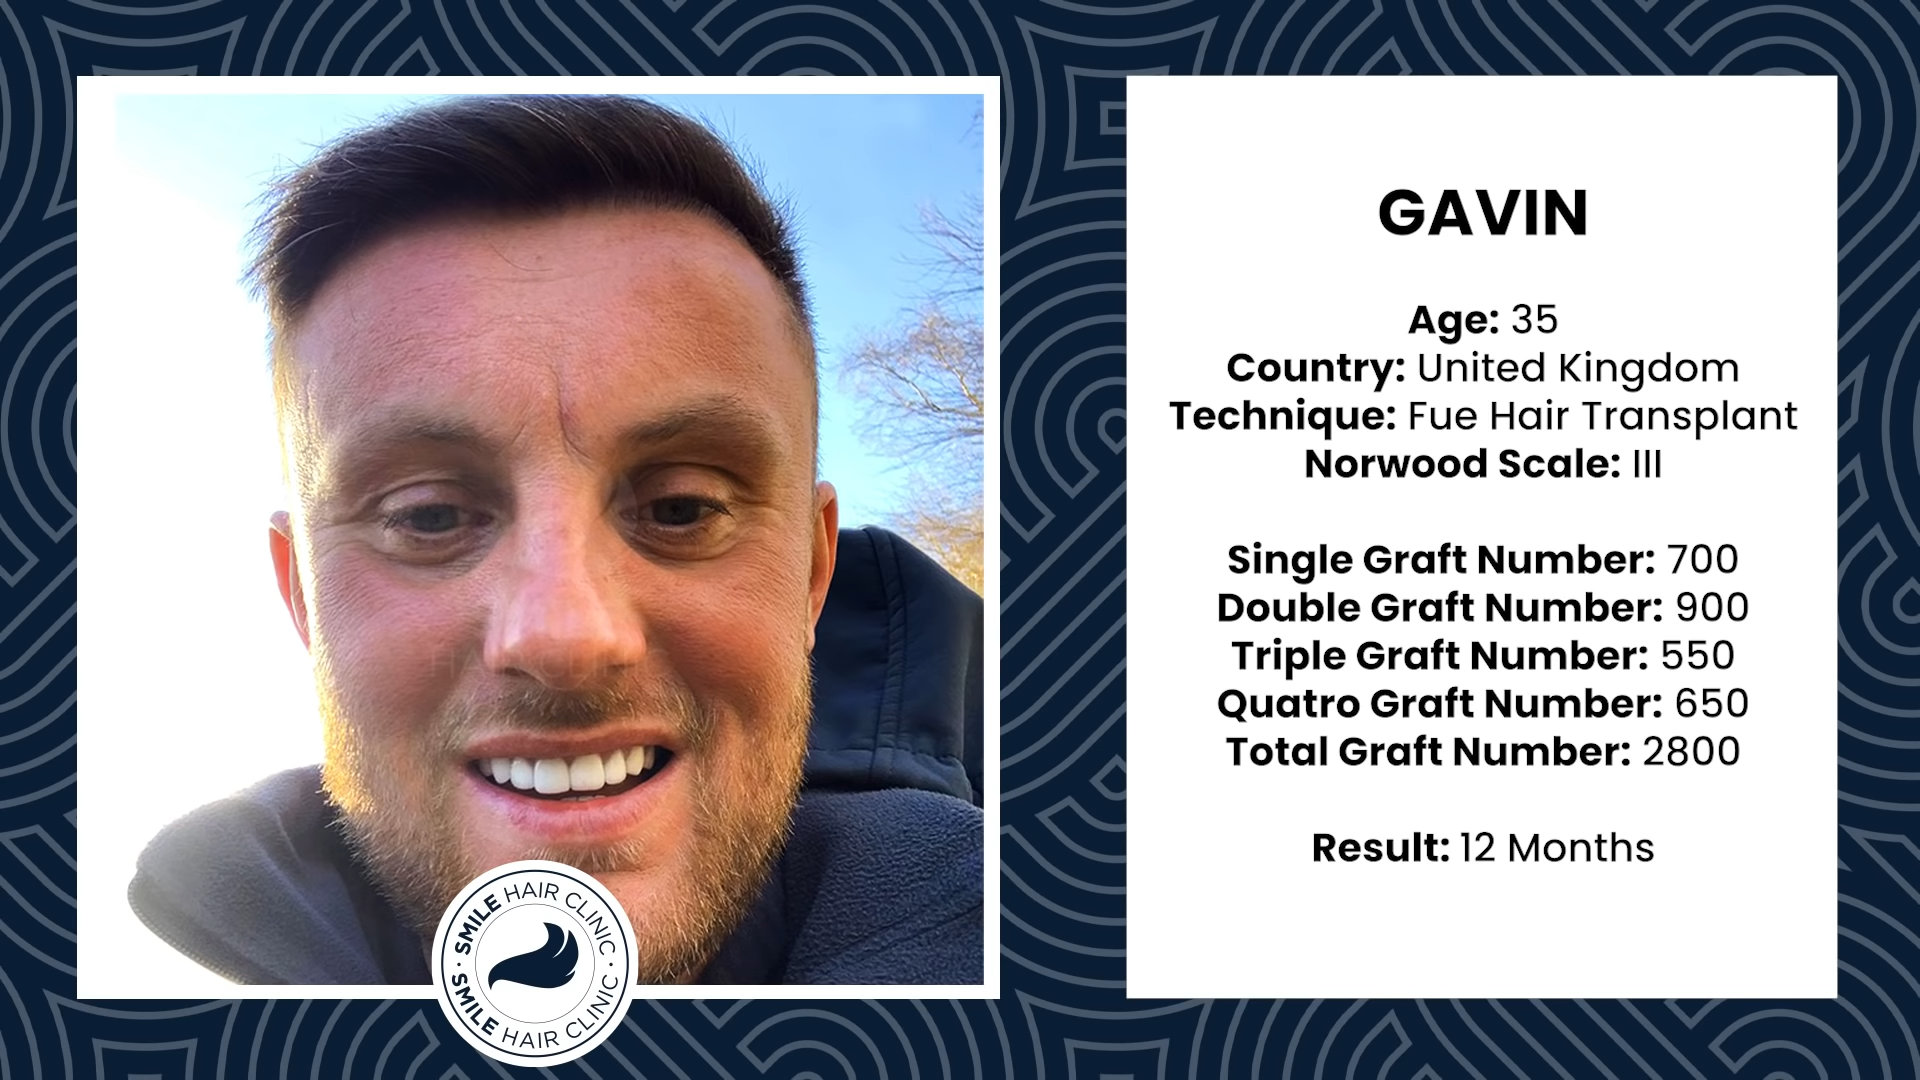 GAVIN
Age: 35
Country: United Kingdom
Technique: Fue Hair Transplant
Norwood Scale: III
Single Graft Number: 700
Double Graft Number: 900
Triple Graft Number: 550
Quatro Graft Number: 650
Total Graft Number: 2800
Result: 12 Months
SMILE HAIR CLINIC ·
SMILE HAIR CLINIC ·